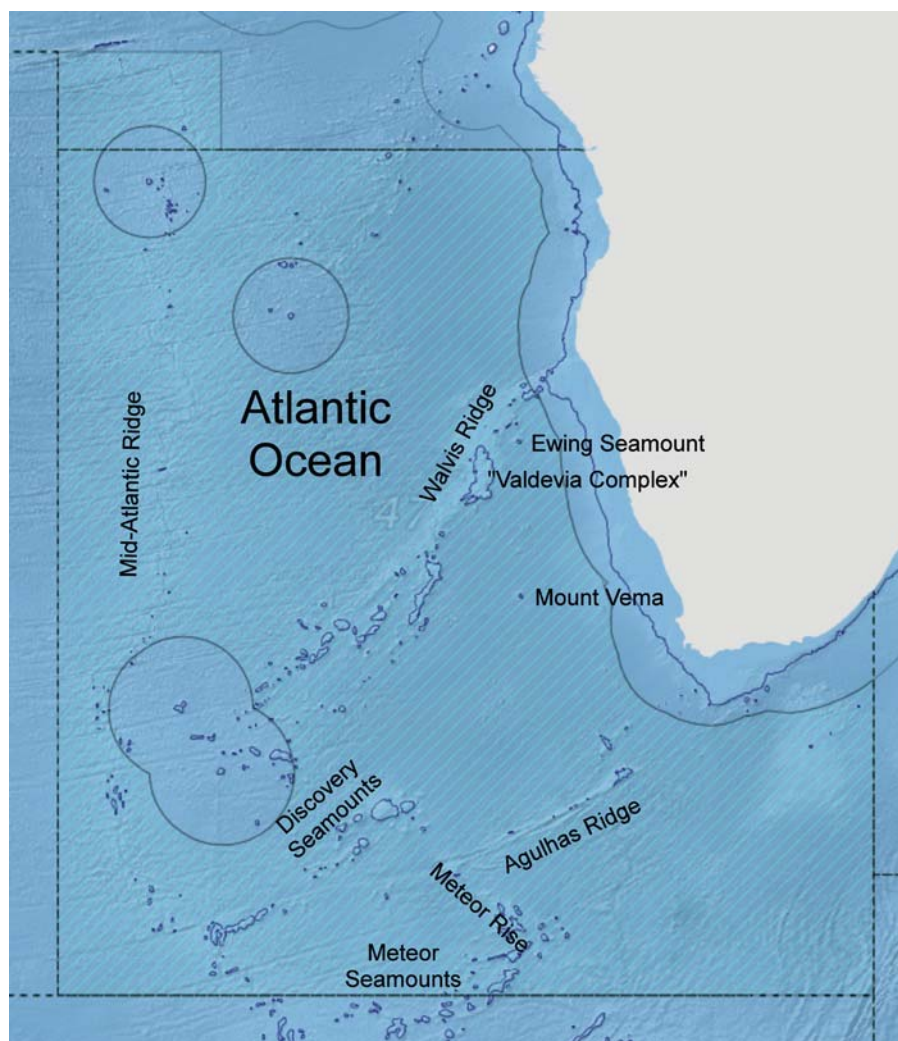 Atlantic
Ocean
Mid-Atlantic Ridge
Walvis Ridge
Ewing Seamount
"Valdevia Complex"
47
Mount Vema
Discovery
Seamounts
Agulhas Ridge
Meteor Rise
Meteor
Seamounts